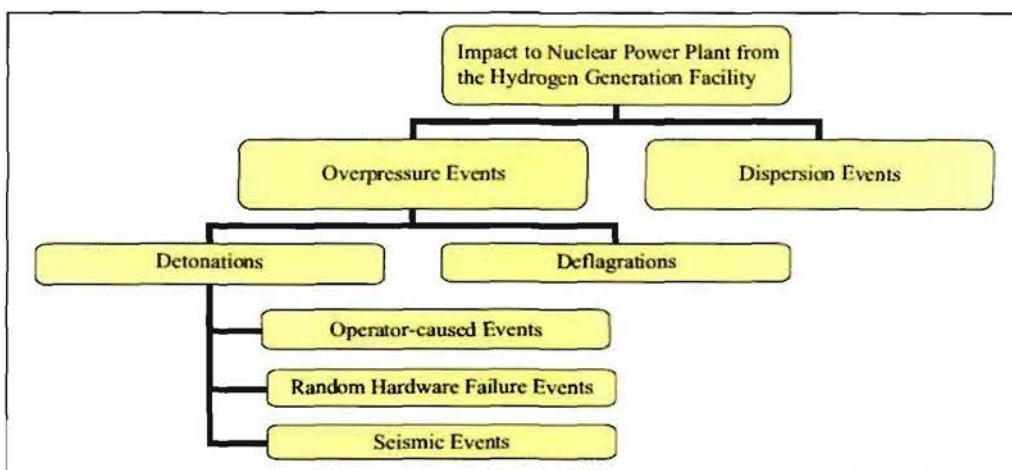 Impact to Nuclear Power Plant from
the Hydrogen Generation Facility
Overpressure Events
Dispersion Events
Detonations
Deflagrations
Operator-caused Events
Random Hardware Failure Events
Seismic Events